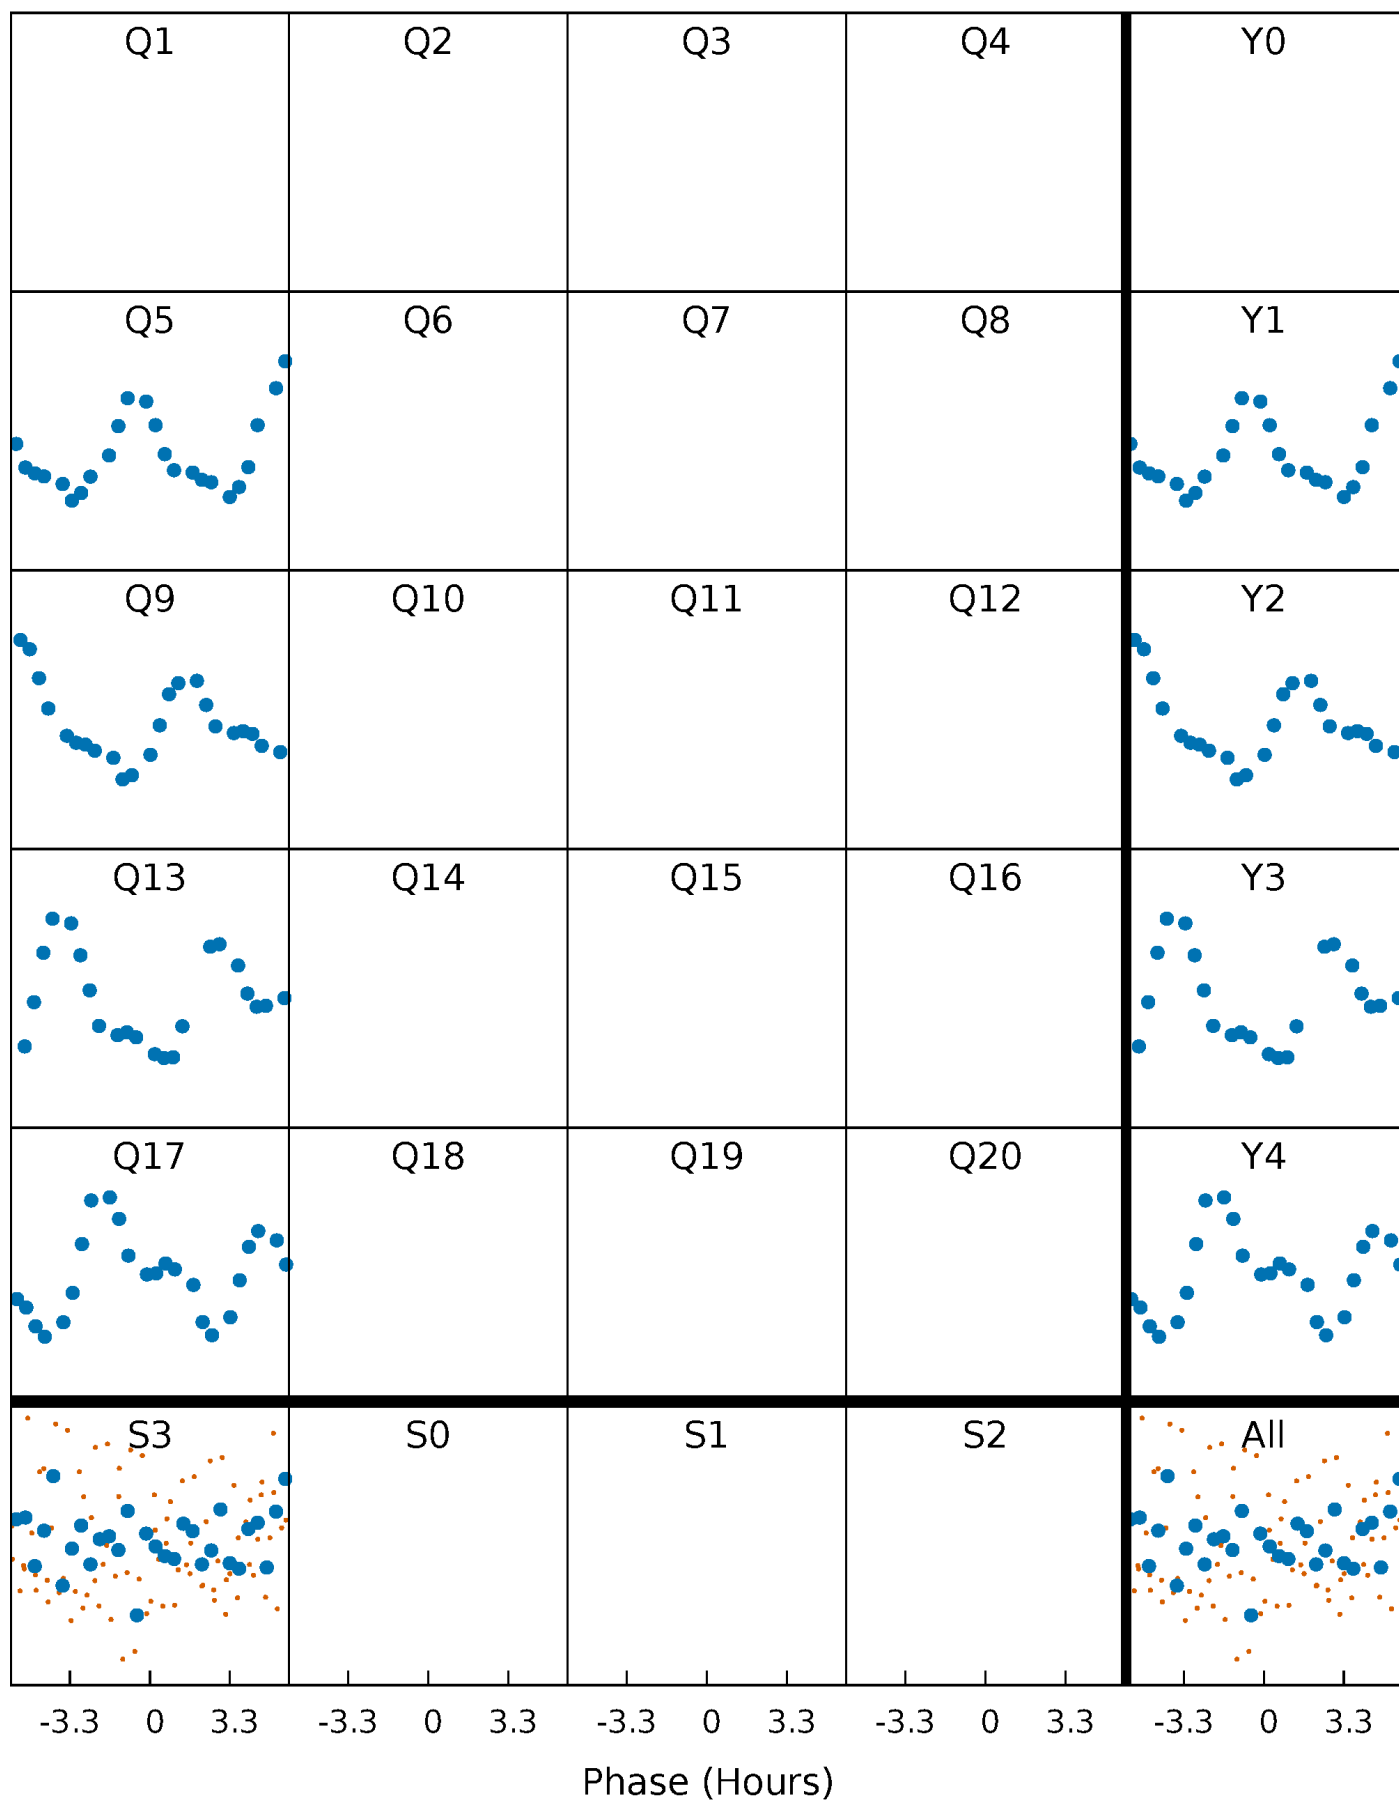 Q1 Q2 Q3 Q4 Y0
Q5 Q6 Q7 Q8 Y1
Q9 Q10 Q11 Q12 Y2
Q13 Q14 Q15 Q16 Y3
Q17 Q18 Q19 Q20 Y4
S3 S0 S1 S2 All
-3.3 0 3.3 -3.3 0 3.3 -3.3 0 3.3 -3.3 0 3.3 -3.3 0 3.3
Phase (Hours)